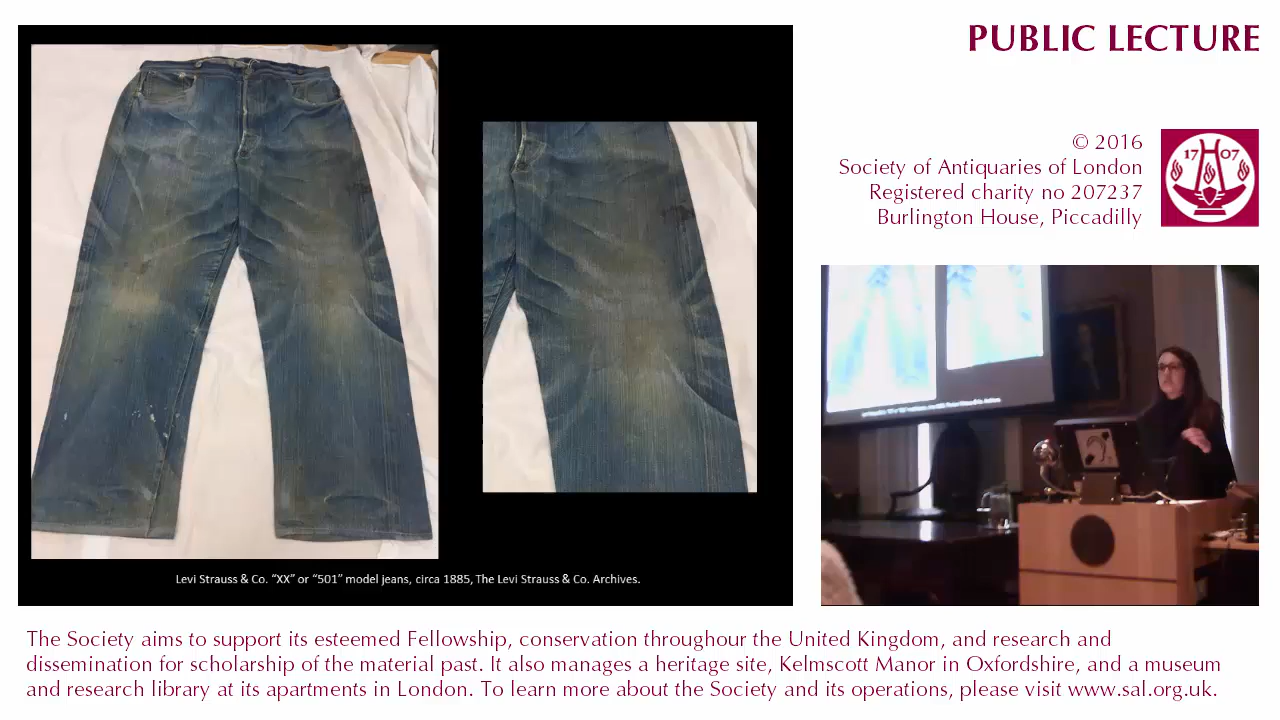 PUBLIC LECTURE
© 2016
Society of Antiquaries of London
Registered charity no 207237
Burlington House, Piccadilly
17 07
Levi Strauss & Co. “XX” or “501” model jeans, circa 1885, The Levi Strauss & Co. Archives.
The Society aims to support its esteemed Fellowship, conservation throughour the United Kingdom, and research and
dissemination for scholarship of the material past. It also manages a heritage site, Kelmscott Manor in Oxfordshire, and a museum
and research library at its apartments in London. To learn more about the Society and its operations, please visit www.sal.org.uk.